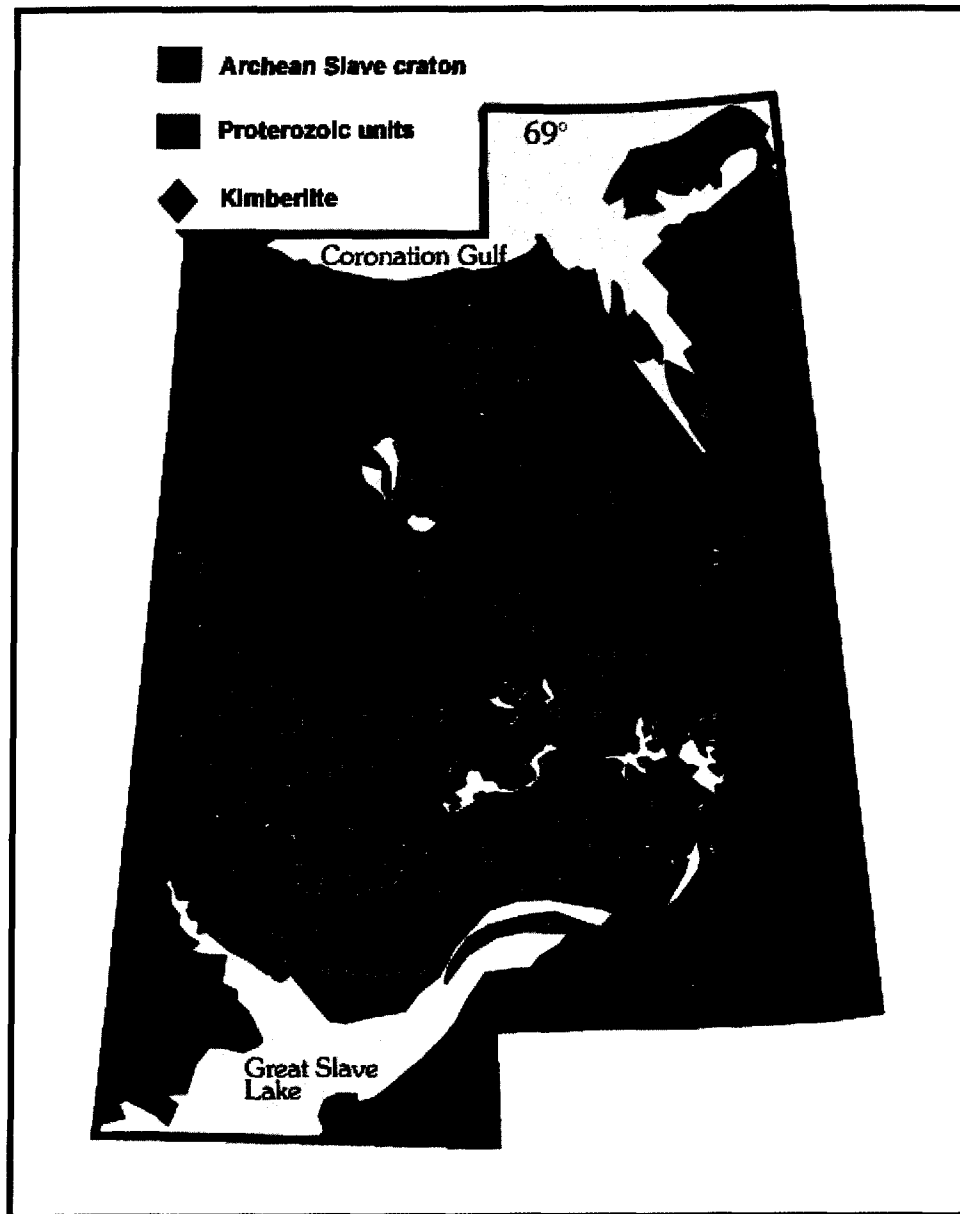 Archean Slave craton
Proterozoic units
Kimberlite
69°
Coronation Gulf
Great Slave
Lake